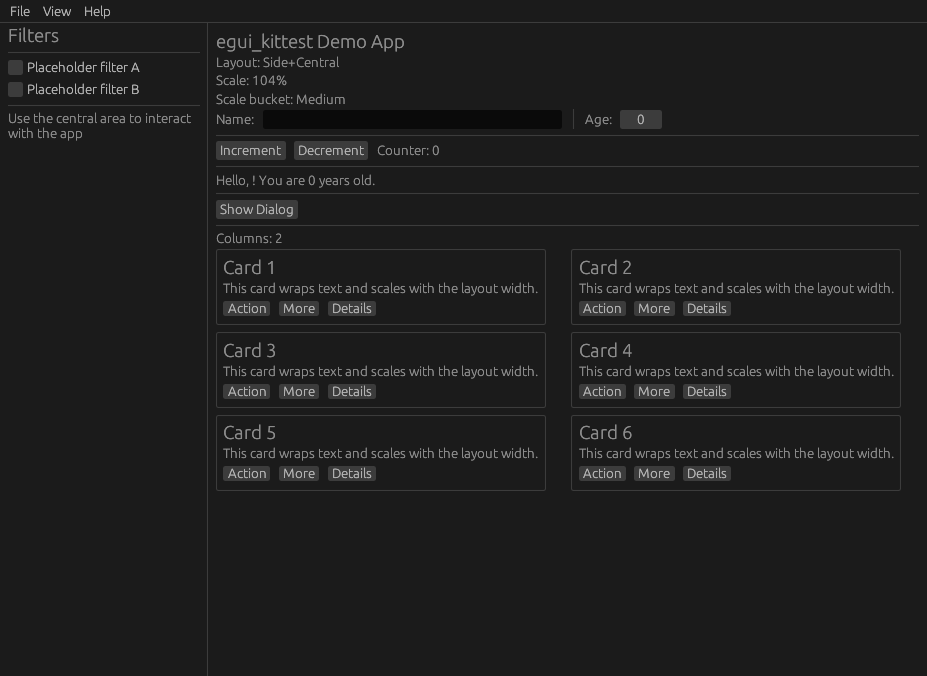 File View Help
Filters
Placeholder filter A
Placeholder filter B
Use the central area to interact
with the app
egui_kittest Demo App
Layout: Side+Central
Scale: 104%
Scale bucket: Medium
Name: Age: 0
Increment Decrement Counter: 0
Hello, ! You are 0 years old.
Show Dialog
Columns: 2
Card 1
This card wraps text and scales with the layout width.
Action More Details
Card 2
This card wraps text and scales with the layout width.
Action More Details
Card 3
This card wraps text and scales with the layout width.
Action More Details
Card 4
This card wraps text and scales with the layout width.
Action More Details
Card 5
This card wraps text and scales with the layout width.
Action More Details
Card 6
This card wraps text and scales with the layout width.
Action More Details